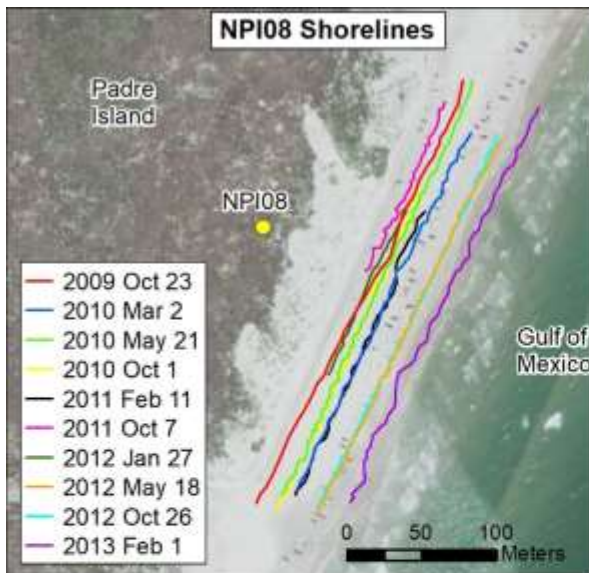 NPI08 Shorelines
Padre
Island
NPI08
2009 Oct 23
2010 Mar 2
2010 May 21
2010 Oct 1
2011 Feb 11
2011 Oct 7
2012 Jan 27
2012 May 18
2012 Oct 26
2013 Feb 1
Gulf of
Mexico
0 50 100
Meters